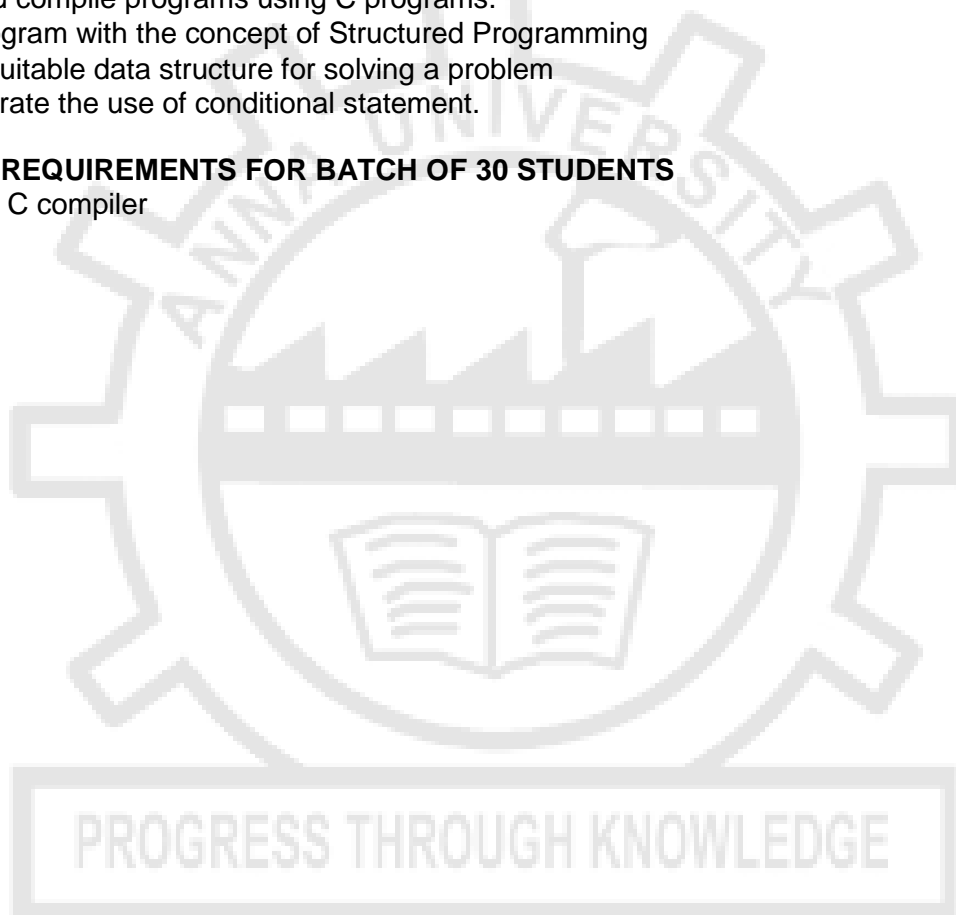 d compile programs using C programs.
ogram with the concept of Structured Programming
uitable data structure for solving a problem
rate the use of conditional statement.
REQUIREMENTS FOR BATCH OF 30 STUDENTS
C compiler
ANNA UNIVERSITY
PROGRESS THROUGH KNOWLEDGE